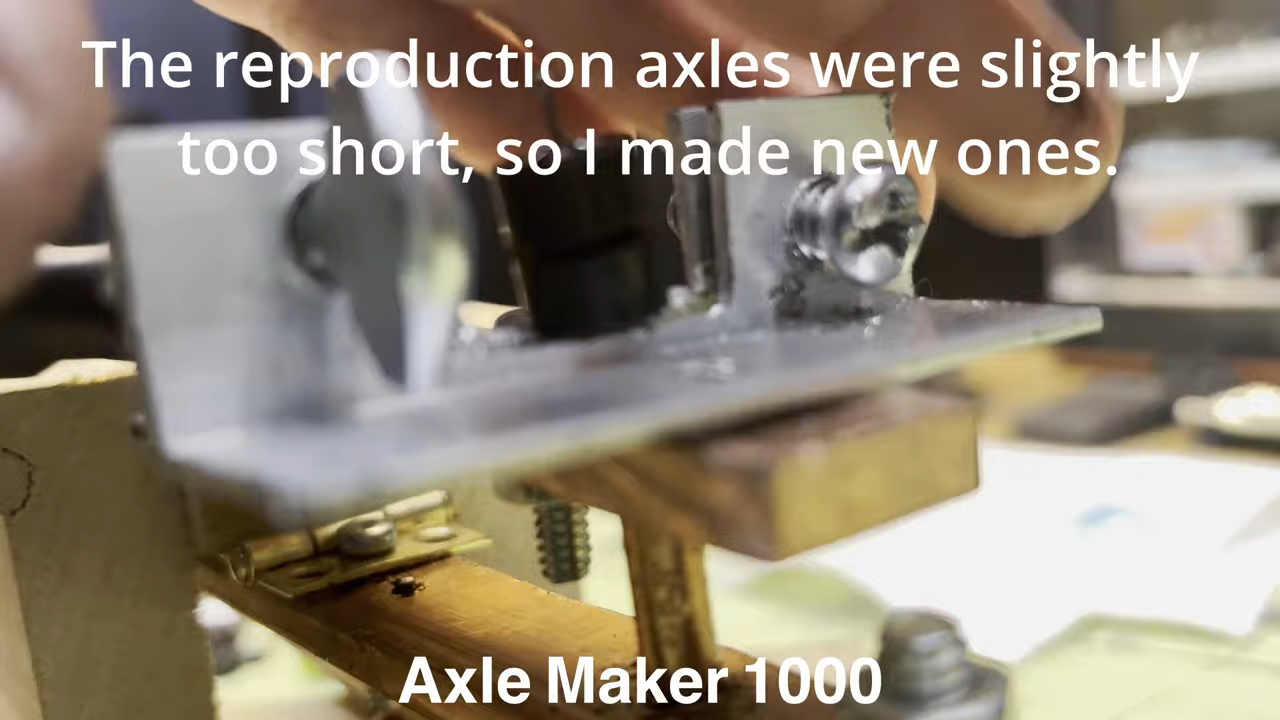 The reproduction axles were slightly
too short, so I made new ones.
Axle Maker 1000